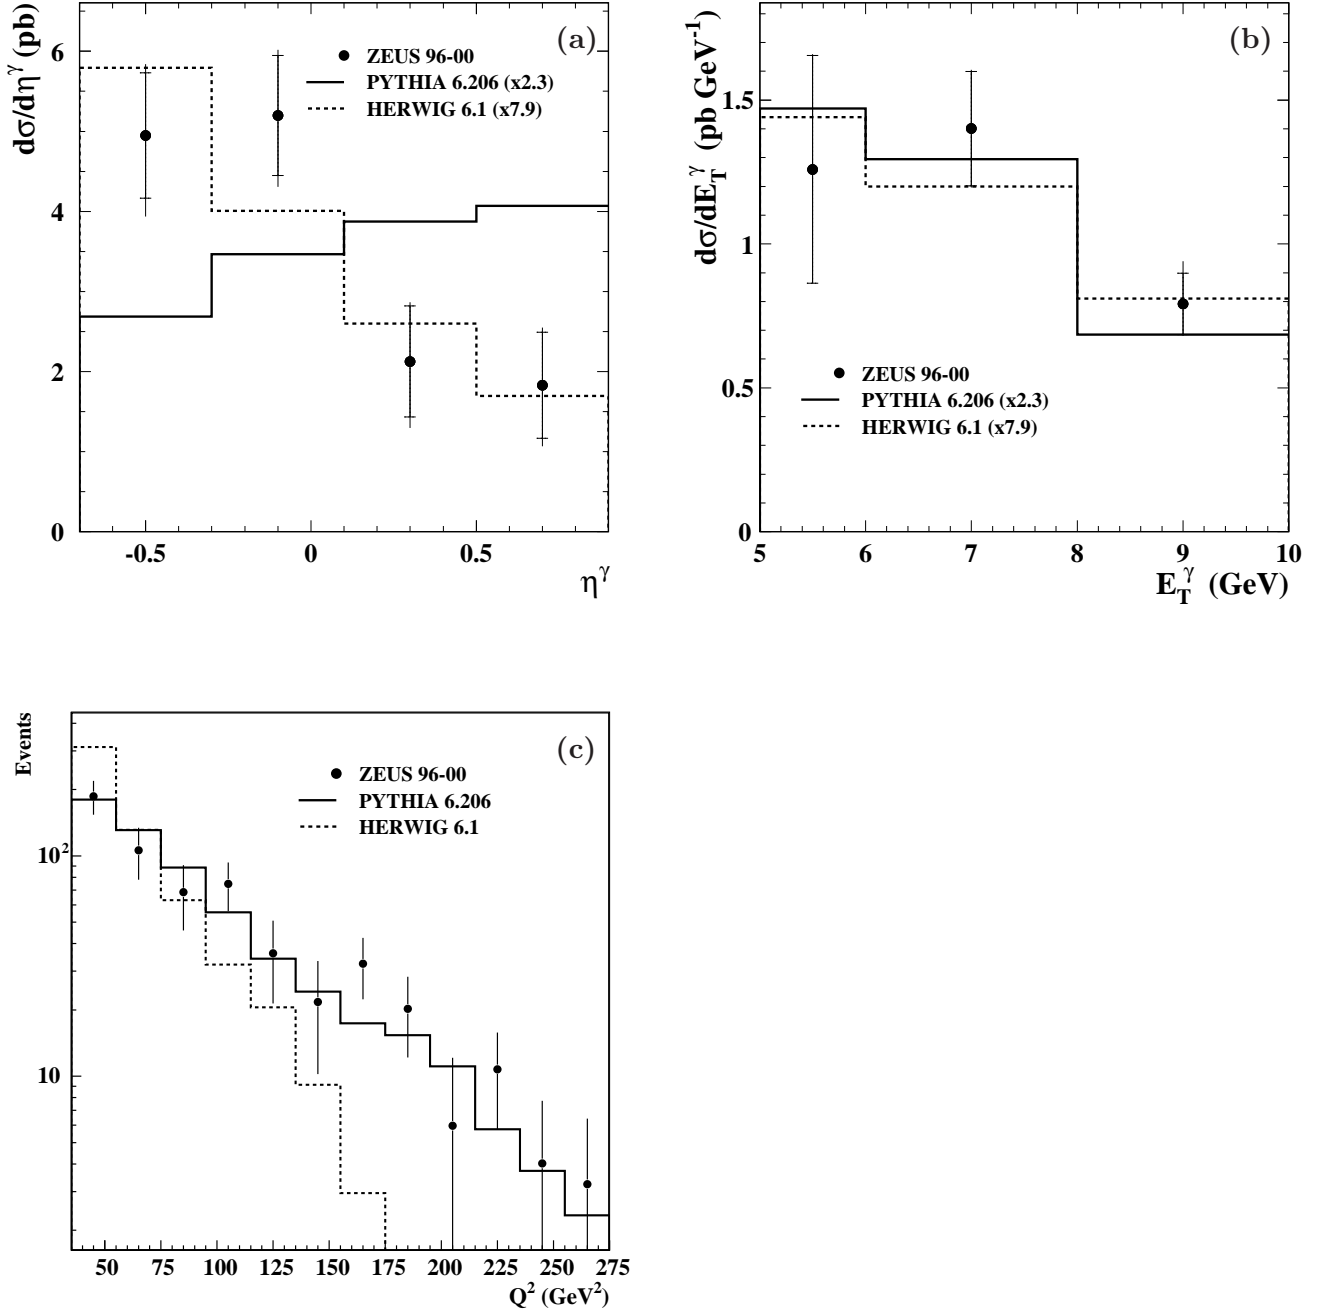 dσ/dη^γ (pb)
(a)
ZEUS 96-00
PYTHIA 6.206 (x2.3)
HERWIG 6.1 (x7.9)
6
4
2
0
-0.5 0 0.5
η^γ
dσ/dE_T^γ (pb GeV^-1)
(b)
1.5
1
0.5
0
ZEUS 96-00
PYTHIA 6.206 (x2.3)
HERWIG 6.1 (x7.9)
5 6 7 8 9 10
E_T^γ (GeV)
Events
(c)
ZEUS 96-00
PYTHIA 6.206
HERWIG 6.1
10^2
10
50 75 100 125 150 175 200 225 250 275
Q^2 (GeV^2)